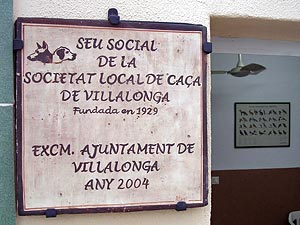 SEU SOCIAL
DE LA
SOCIETAT LOCAL DE CAÇA
DE VILLALONGA
Fundada en 1929
EXCM. AJUNTAMENT DE
VILLALONGA
ANY 2004